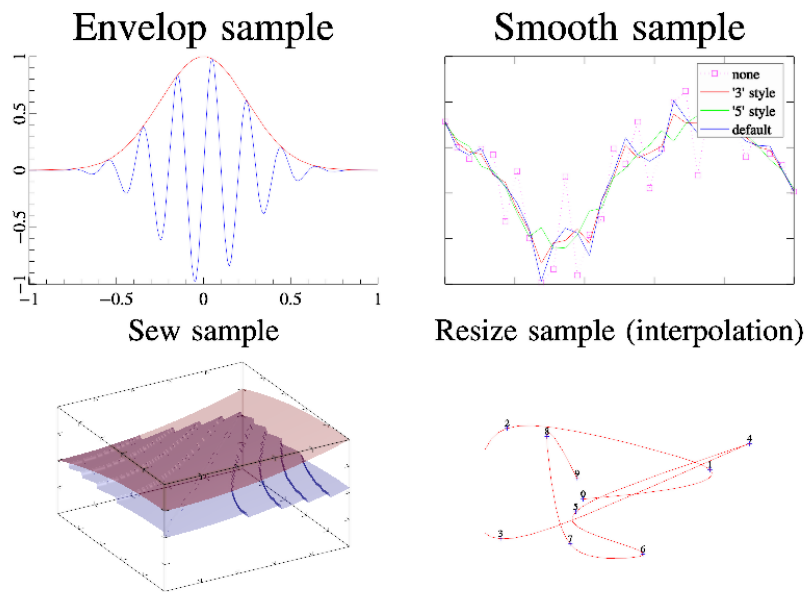 Envelop sample
Smooth sample
1
0.5
0
−0.5
−1
−1 −0.5 0 0.5 1
none
'3' style
'5' style
default
Sew sample
Resize sample (interpolation)
2
8
4
1
9
0
5
3
7
6